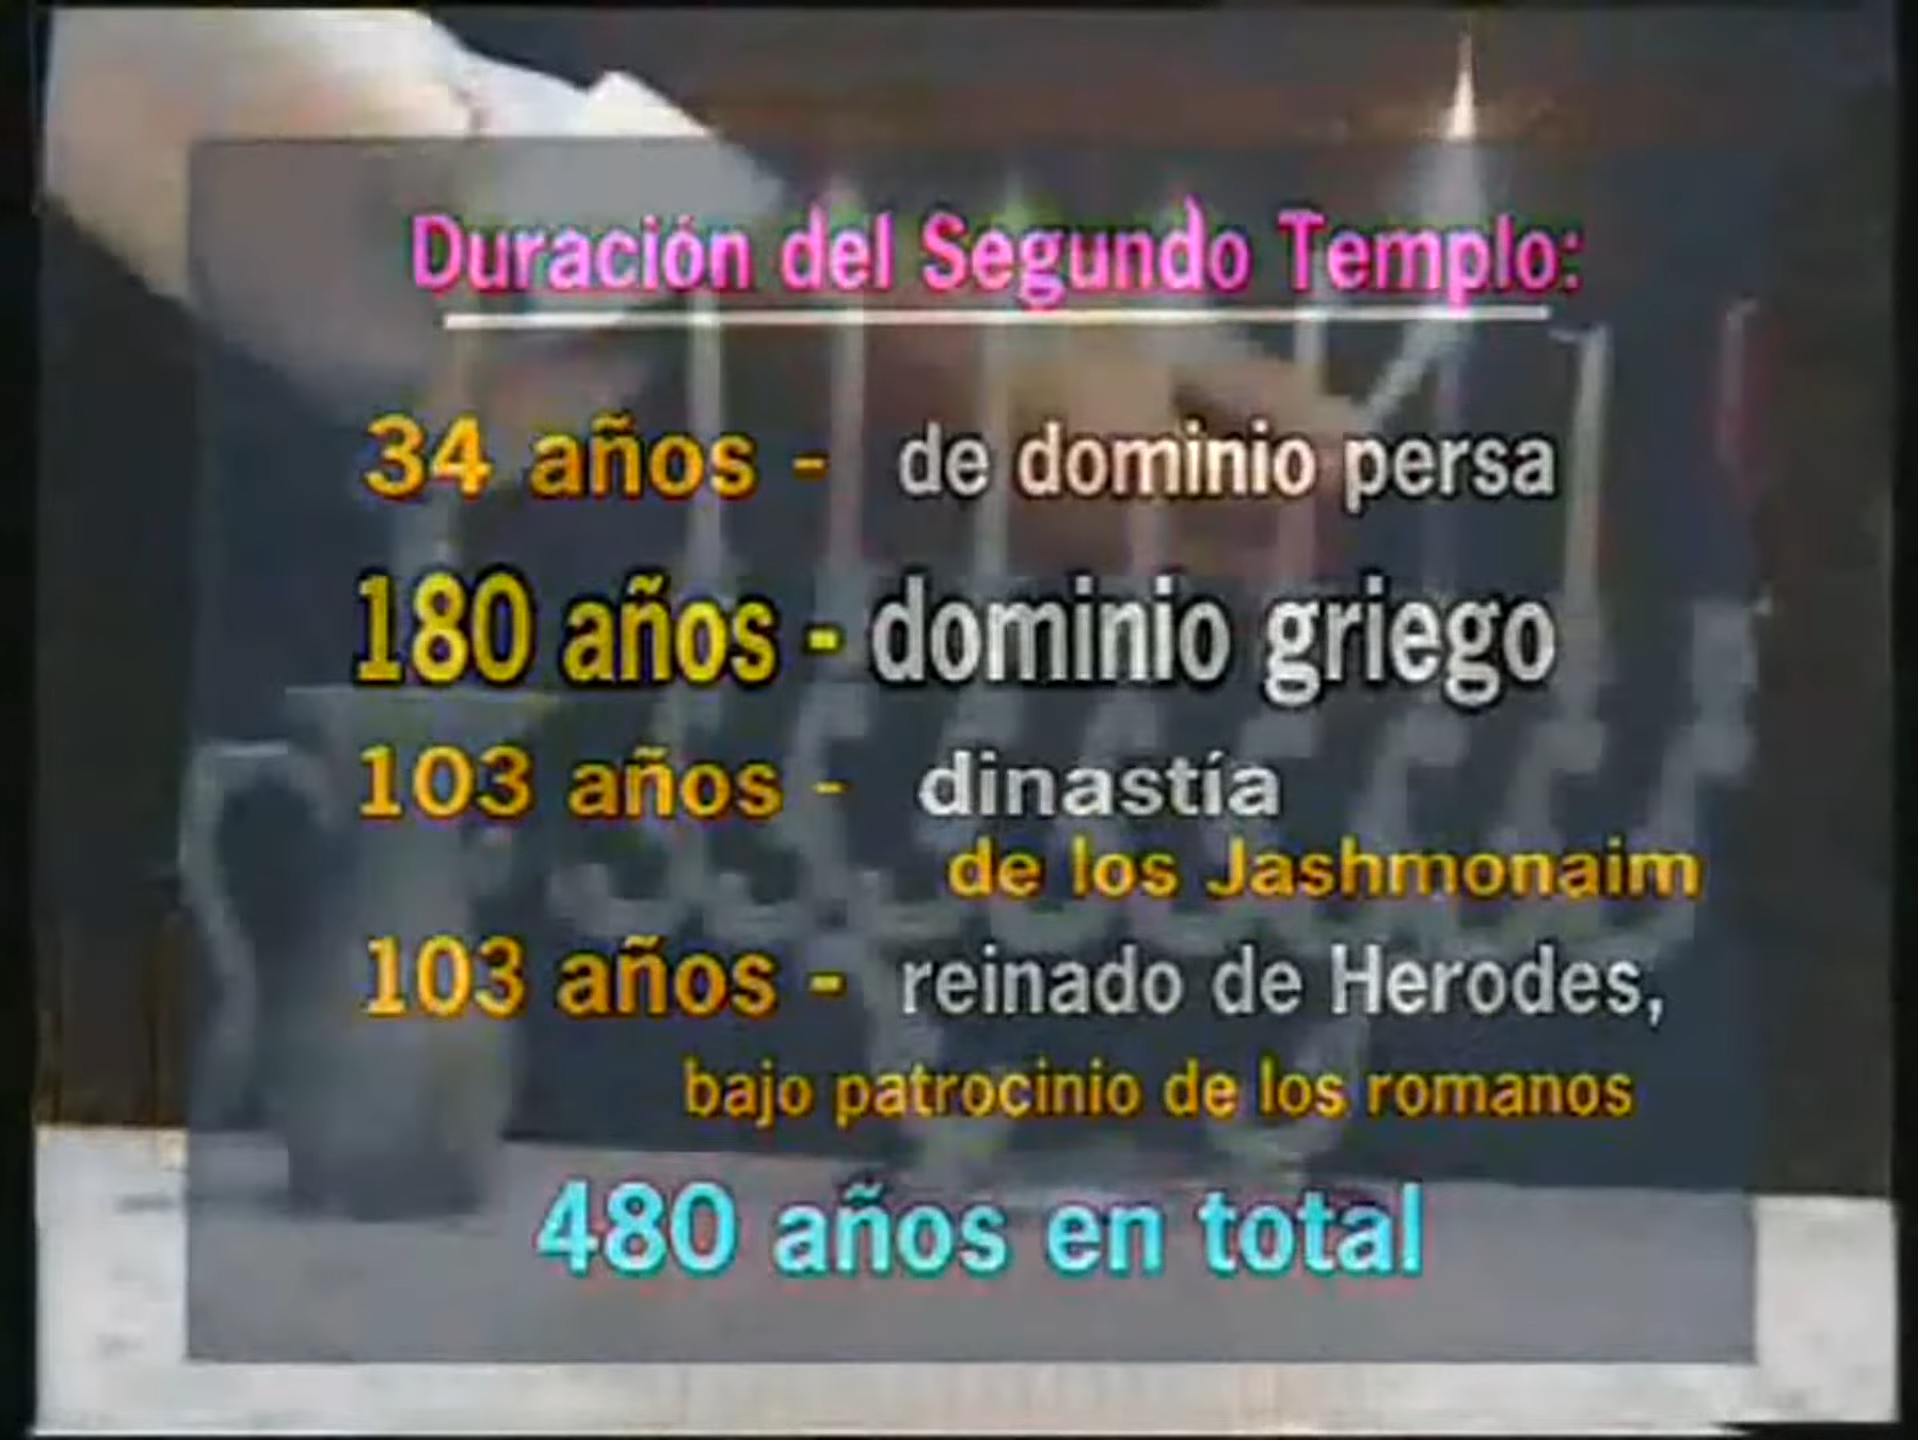 Duración del Segundo Templo:
34 años - de dominio persa
180 años - dominio griego
103 años - dinastía
de los Jashmonaim
103 años - reinado de Herodes,
bajo patrocinio de los romanos
480 años en total